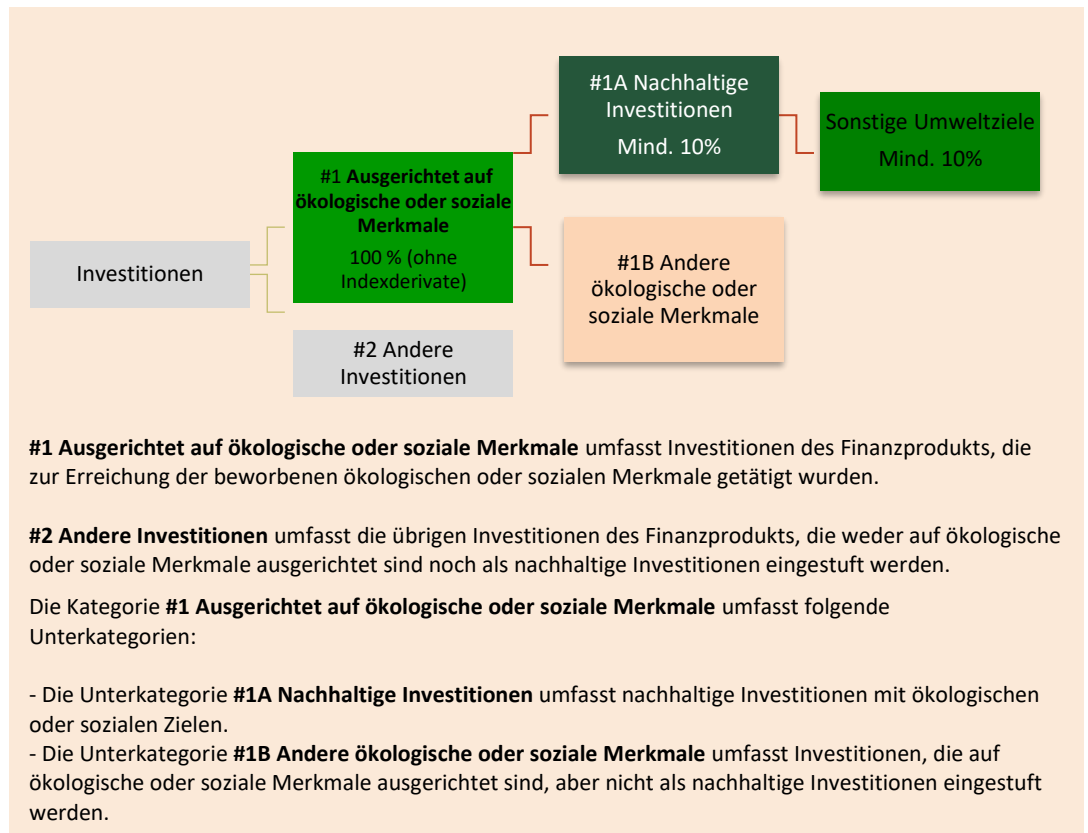 Investitionen
#1 Ausgerichtet auf
ökologische oder soziale
Merkmale
100 % (ohne
Indexderivate)
#2 Andere
Investitionen
#1A Nachhaltige
Investitionen
Mind. 10%
#1B Andere
ökologische oder
soziale Merkmale
Sonstige Umweltziele
Mind. 10%
#1 Ausgerichtet auf ökologische oder soziale Merkmale umfasst Investitionen des Finanzprodukts, die
zur Erreichung der beworbenen ökologischen oder sozialen Merkmale getätigt wurden.
#2 Andere Investitionen umfasst die übrigen Investitionen des Finanzprodukts, die weder auf ökologische
oder soziale Merkmale ausgerichtet sind noch als nachhaltige Investitionen eingestuft werden.
Die Kategorie #1 Ausgerichtet auf ökologische oder soziale Merkmale umfasst folgende
Unterkategorien:
- Die Unterkategorie #1A Nachhaltige Investitionen umfasst nachhaltige Investitionen mit ökologischen
oder sozialen Zielen.
- Die Unterkategorie #1B Andere ökologische oder soziale Merkmale umfasst Investitionen, die auf
ökologische oder soziale Merkmale ausgerichtet sind, aber nicht als nachhaltige Investitionen eingestuft
werden.